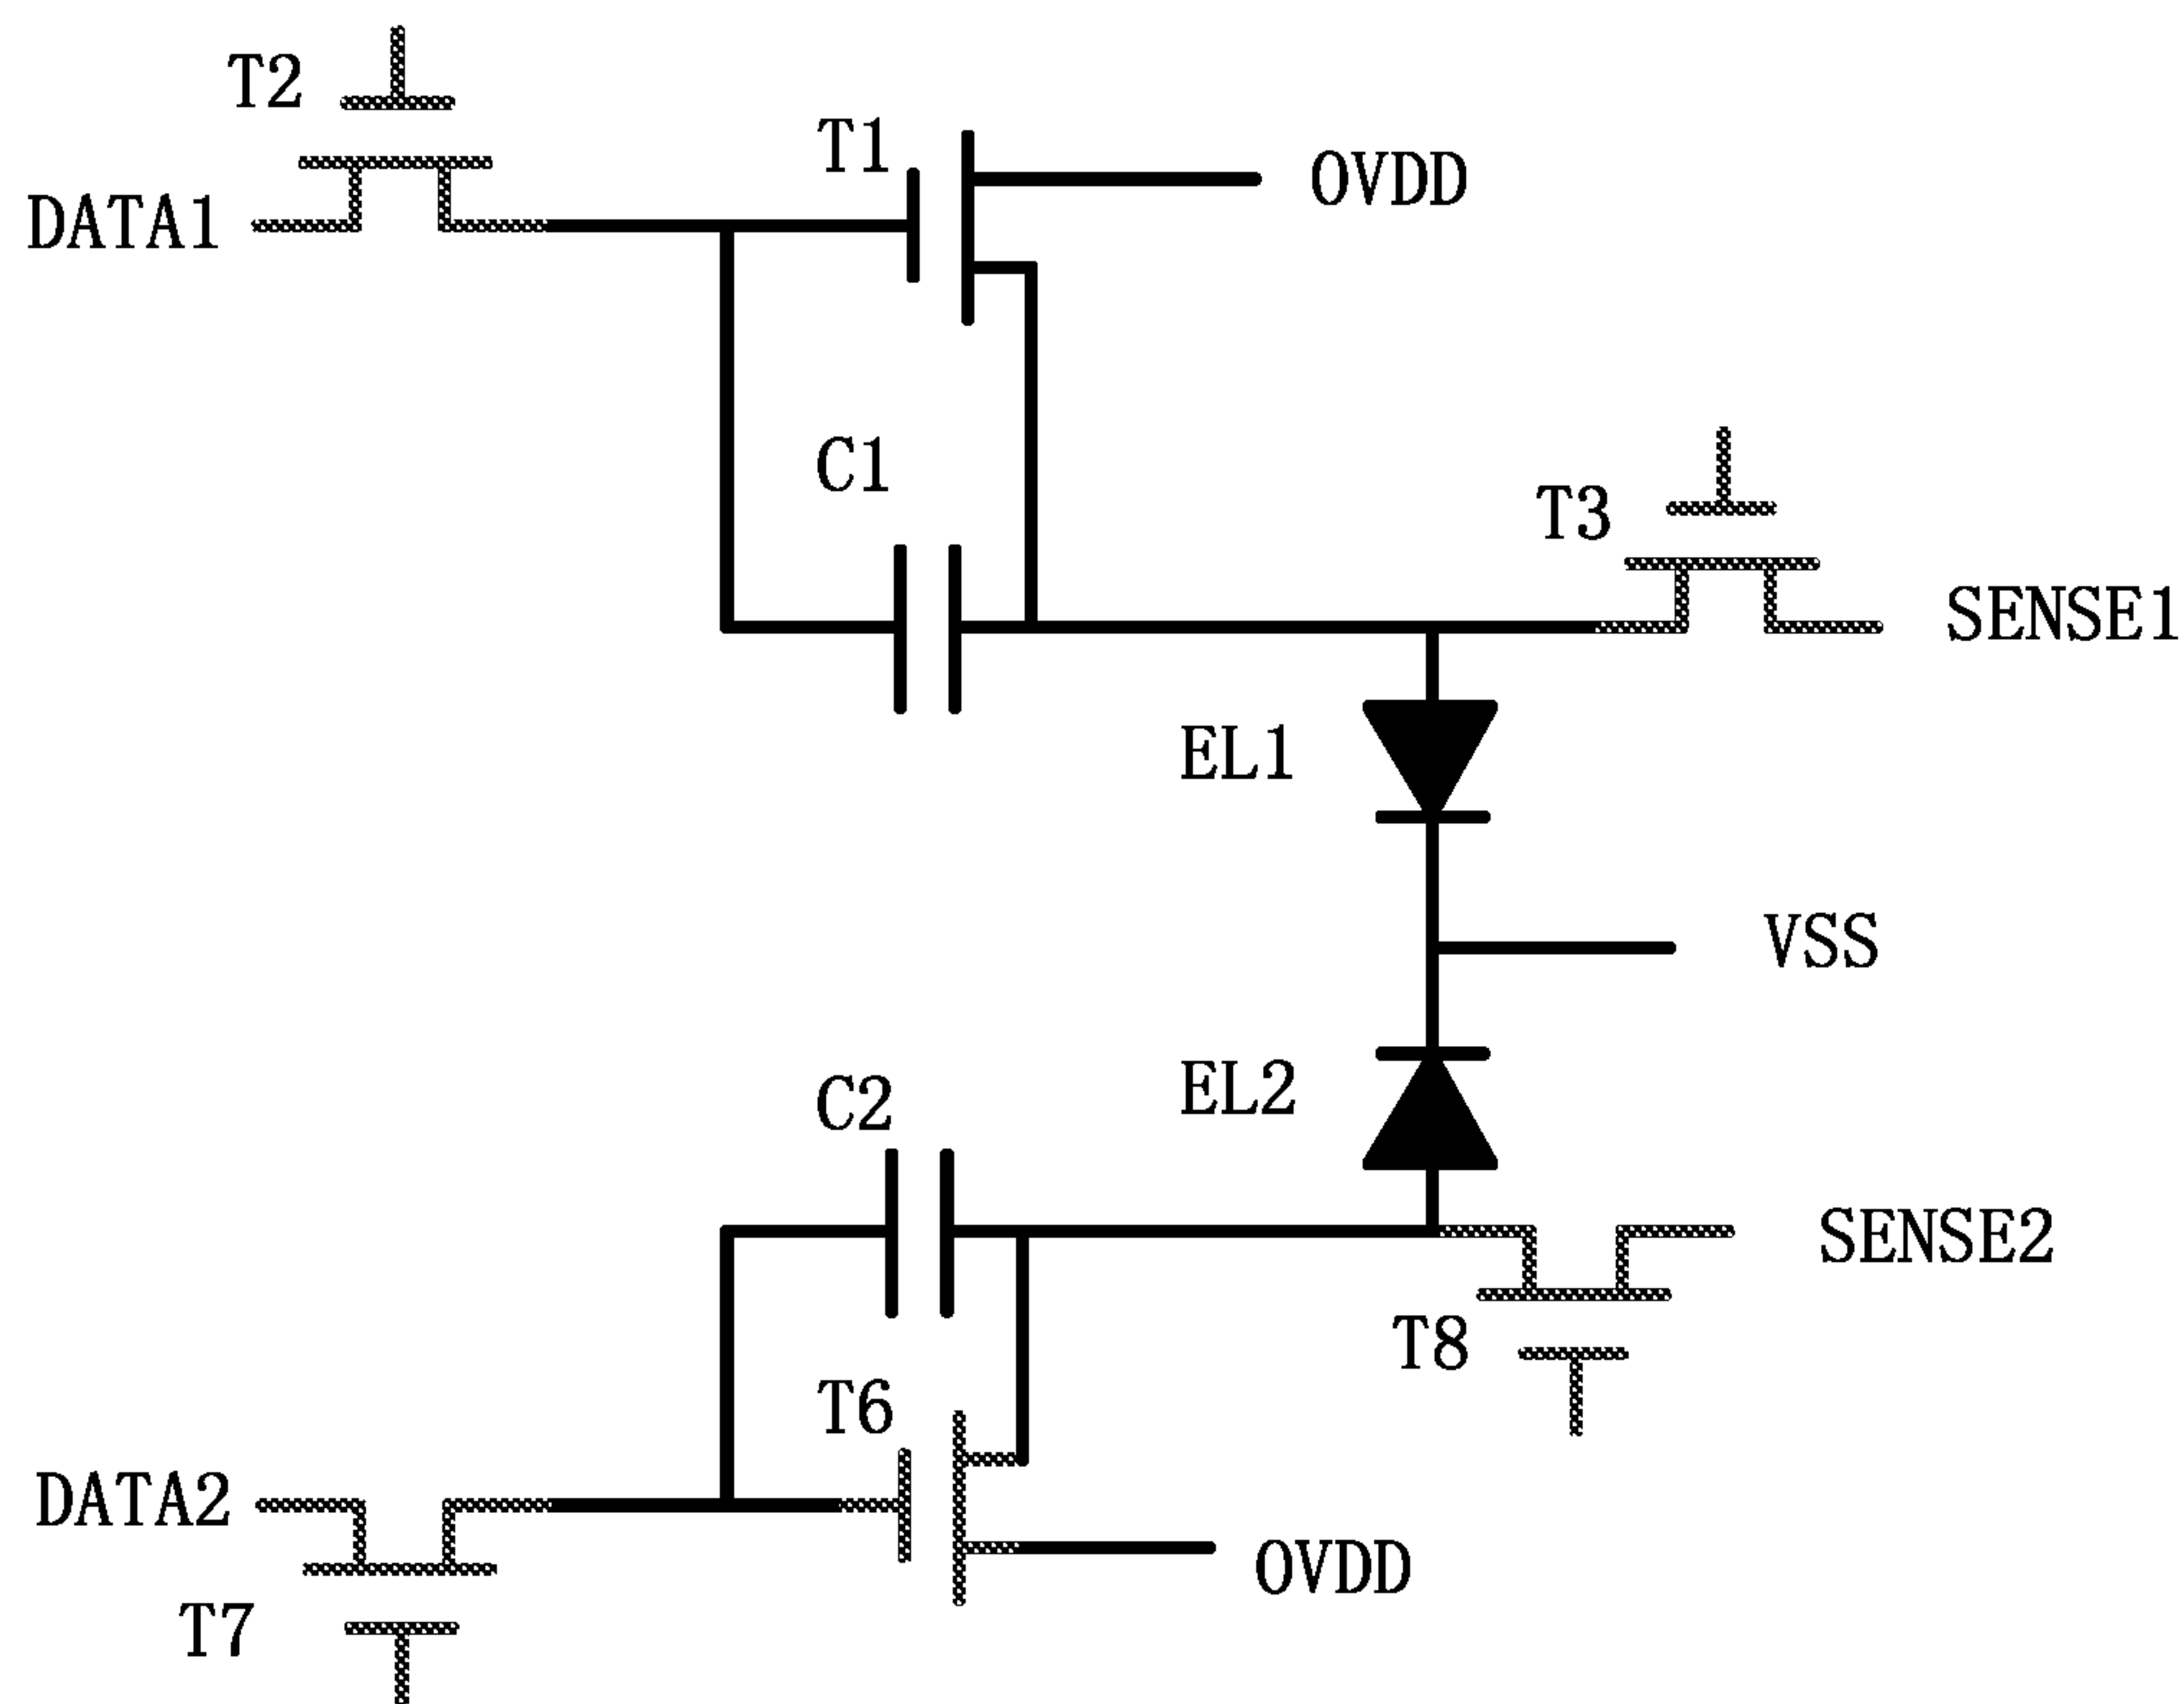 T2
T1
OVDD
DATA1
C1
T3
SENSE1
EL1
VSS
EL2
C2
SENSE2
T8
T6
DATA2
OVDD
T7